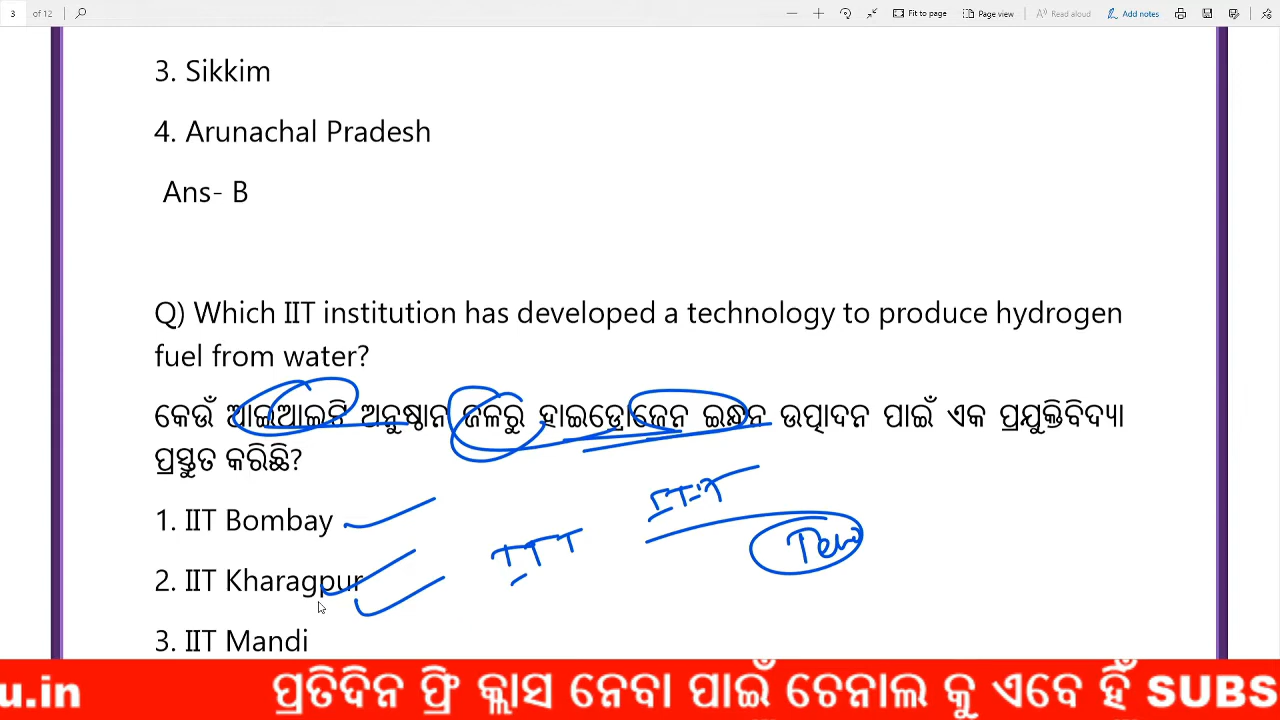 3 of 12 Fit to page Page view Read aloud Add notes
3. Sikkim
4. Arunachal Pradesh
Ans- B
Q) Which IIT institution has developed a technology to produce hydrogen
fuel from water?
କେଉଁ ଆଇଆଇଟି ଅନୁଷ୍ଠାନ ଜଳରୁ ହାଇଡ୍ରୋଜେନ ଇନ୍ଧନ ଉତ୍ପାଦନ ପାଇଁ ଏକ ପ୍ରଯୁକ୍ତିବିଦ୍ୟା
ପ୍ରସ୍ତୁତ କରିଛି?
1. IIT Bombay
IIT
IIT
2. IIT Kharagpur
3. IIT Mandi
u.in ପ୍ରତିଦିନ ଫ୍ରି କ୍ଲାସ ନେବା ପାଇଁ ଚେନାଲ କୁ ଏବେ ହିଁ SUBS